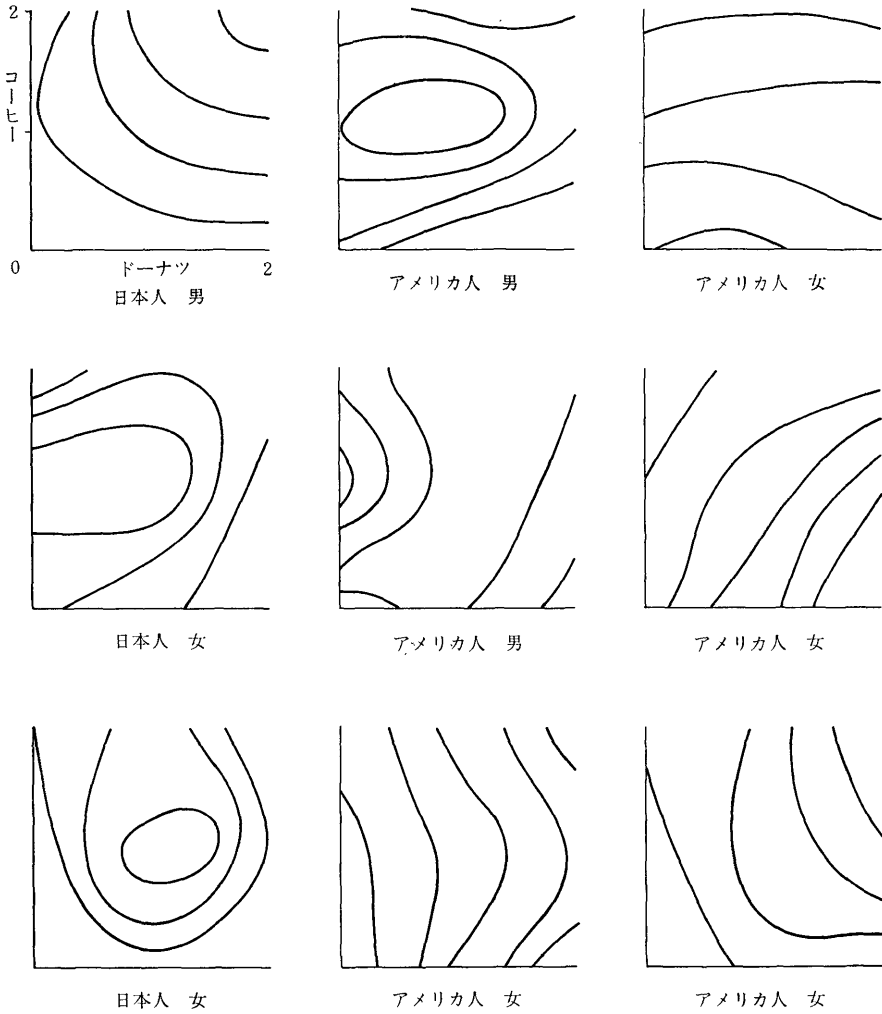 2
コーヒー
0
ドーナツ
2
日本人 男
アメリカ人 男
アメリカ人 女
日本人 女
アメリカ人 男
アメリカ人 女
日本人 女
アメリカ人 女
アメリカ人 女